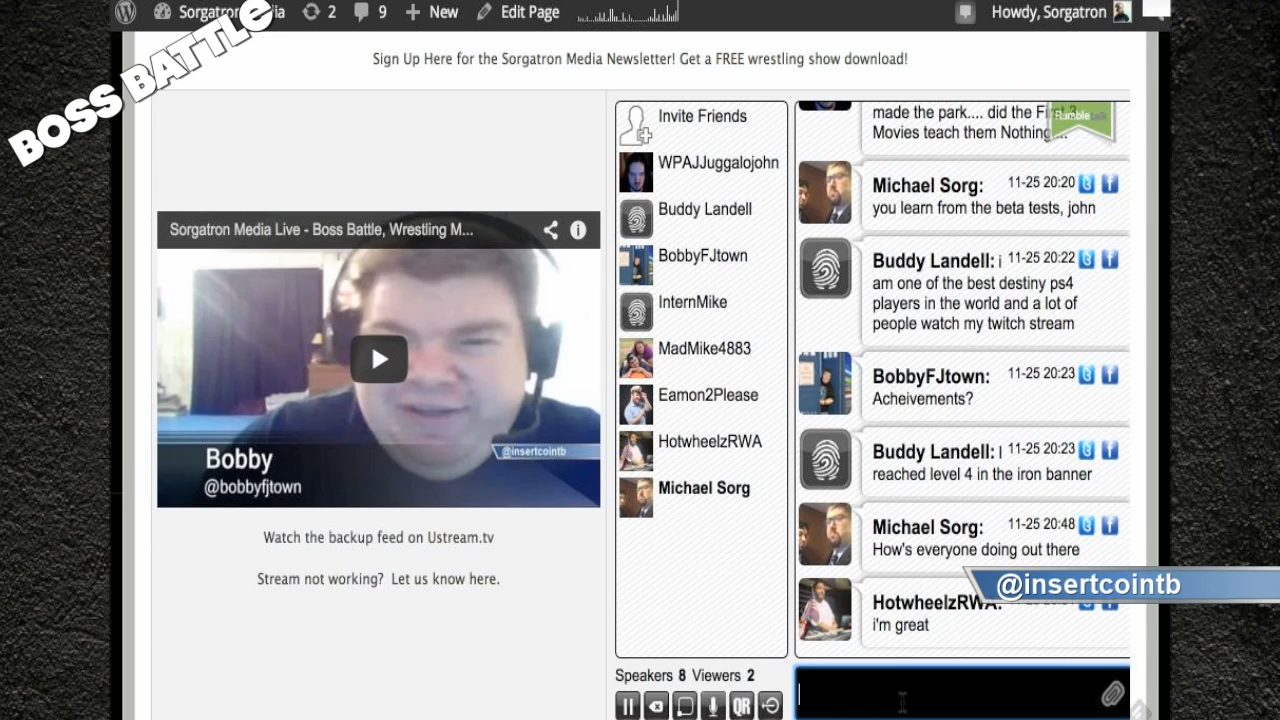 Sorgatron Media
2
9
New
Edit Page
Howdy, Sorgatron
BOSS BATTLE
Sign Up Here for the Sorgatron Media Newsletter! Get a FREE wrestling show download!
Sorgatron Media Live - Boss Battle, Wrestling M...
Bobby
@bobbyfjtown
@insertcointb
Watch the backup feed on Ustream.tv
Stream not working? Let us know here.
Invite Friends
WPAJJuggalojohn
Buddy Landell
BobbyFJtown
InternMike
MadMike4883
Eamon2Please
HotwheelzRWA
Michael Sorg
Speakers 8 Viewers 2
QR
made the park.... did the First 3
Movies teach them Nothing...
Rumbletalk
Michael Sorg: 11-25 20:20
you learn from the beta tests, john
Buddy Landell: i 11-25 20:22
am one of the best destiny ps4
players in the world and a lot of
people watch my twitch stream
BobbyFJtown: 11-25 20:23
Acheivements?
Buddy Landell: I 11-25 20:23
reached level 4 in the iron banner
Michael Sorg: 11-25 20:48
How's everyone doing out there
HotwheelzRWA:
i'm great
@insertcointb